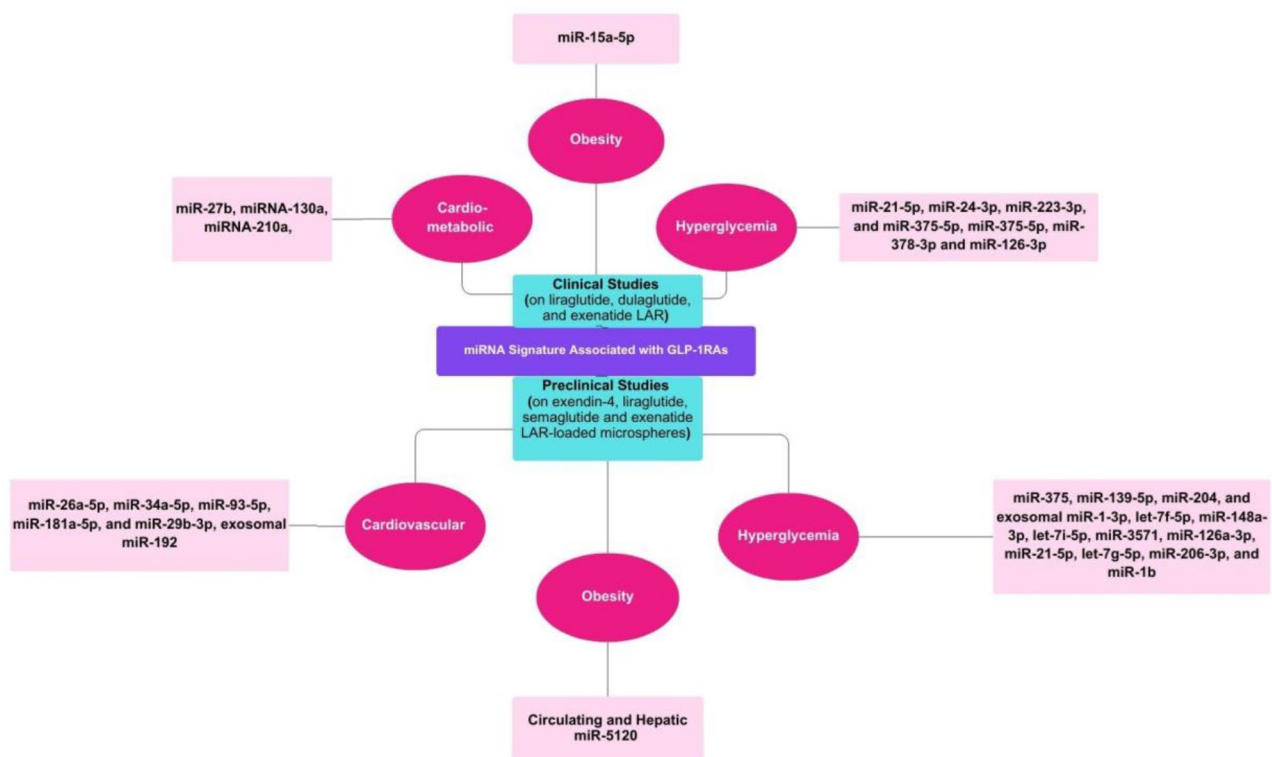 miR-15a-5p
Obesity
miR-27b, miRNA-130a,
miRNA-210a,
Cardio-
metabolic
Hyperglycemia
miR-21-5p, miR-24-3p, miR-223-3p,
and miR-375-5p, miR-375-5p, miR-
378-3p and miR-126-3p
Clinical Studies
(on liraglutide, dulaglutide,
and exenatide LAR)
miRNA Signature Associated with GLP-1RAs
Preclinical Studies
(on exendin-4, liraglutide,
semaglutide and exenatide
LAR-loaded microspheres)
miR-26a-5p, miR-34a-5p, miR-93-5p,
miR-181a-5p, and miR-29b-3p, exosomal
miR-192
Cardiovascular
Hyperglycemia
miR-375, miR-139-5p, miR-204, and
exosomal miR-1-3p, let-7f-5p, miR-148a-
3p, let-7i-5p, miR-3571, miR-126a-3p,
miR-21-5p, let-7g-5p, miR-206-3p, and
miR-1b
Obesity
Circulating and Hepatic
miR-5120